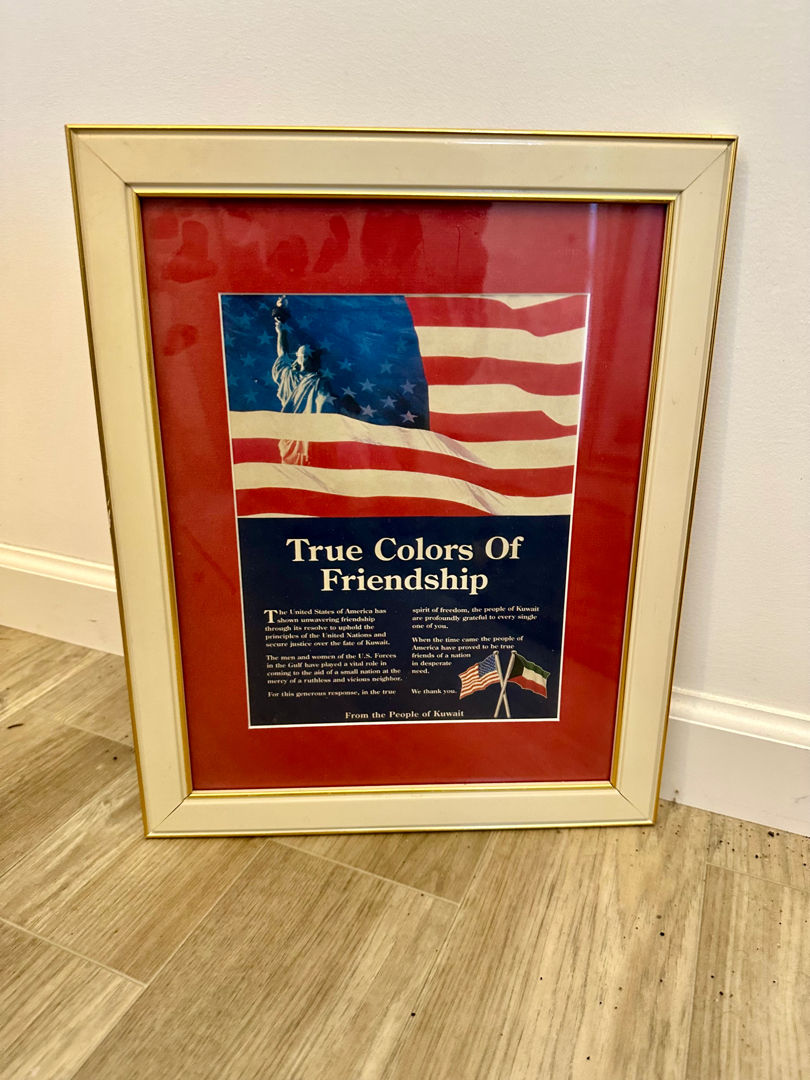 True Colors Of
Friendship
The United States of America has
shown unwavering friendship
through its resolve to uphold the
principles of the United Nations and
secure justice over the fate of Kuwait.
The men and women of the U.S. Forces
in the Gulf have played a vital role in
coming to the aid of a small nation at the
mercy of a ruthless and vicious neighbor.
For this generous response, in the true
spirit of freedom, the people of Kuwait
are profoundly grateful to every single
one of you.
When the time came the people of
America have proved to be true
friends of a nation
in desperate
need.
We thank you.
From the People of Kuwait